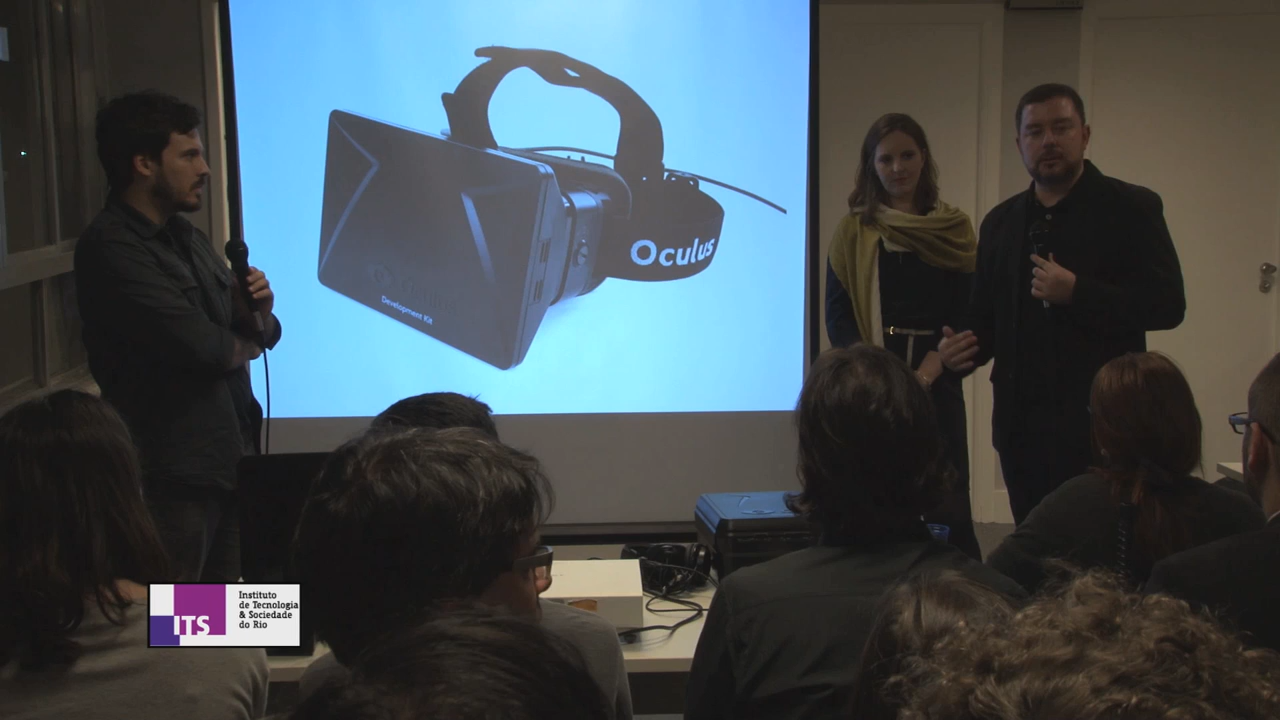 Oculus
Development Kit
ITS
Instituto
de Tecnologia
& Sociedade
do Rio